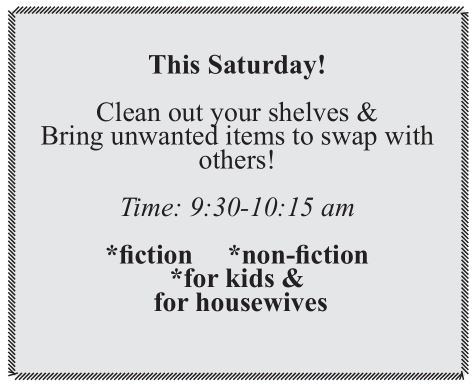 This Saturday!
Clean out your shelves &
Bring unwanted items to swap with
others!
Time: 9:30-10:15 am
*fiction *non-fiction
*for kids &
for housewives